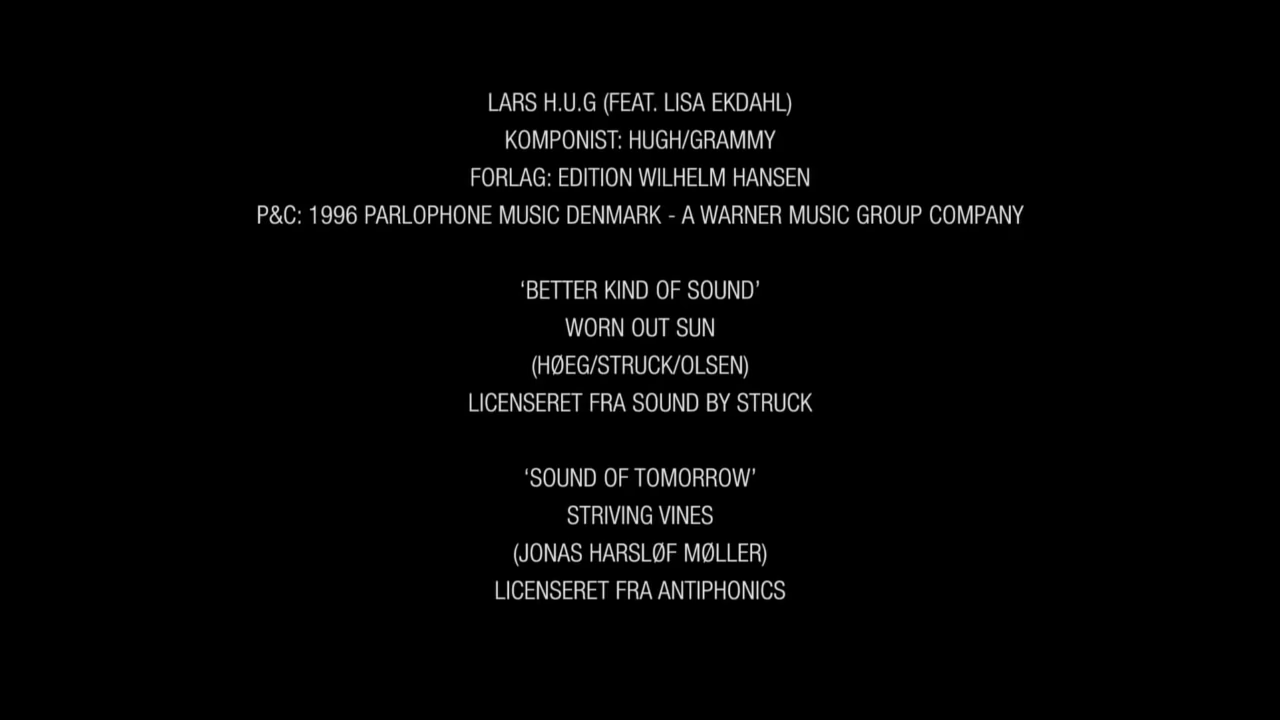 LARS H.U.G (FEAT. LISA EKDAHL)
KOMPONIST: HUGH/GRAMMY
FORLAG: EDITION WILHELM HANSEN
P&C: 1996 PARLOPHONE MUSIC DENMARK - A WARNER MUSIC GROUP COMPANY
‘BETTER KIND OF SOUND’
WORN OUT SUN
(HØEG/STRUCK/OLSEN)
LICENSERET FRA SOUND BY STRUCK
‘SOUND OF TOMORROW’
STRIVING VINES
(JONAS HARSLØF MØLLER)
LICENSERET FRA ANTIPHONICS